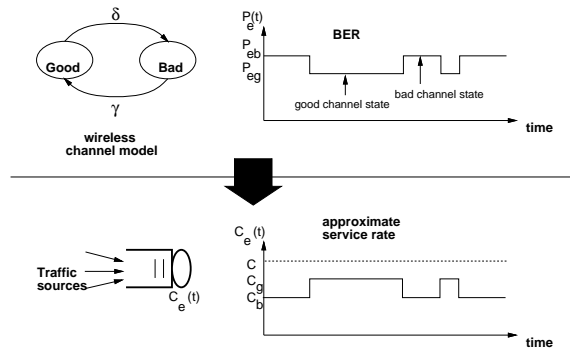 δ
Good
Bad
γ
wireless
channel model
P (t)
e
BER
P
eb
P
eg
good channel state
bad channel state
time
Traffic
sources
C (t)
e
C (t)
e
approximate
service rate
C
C
g
C
b
time